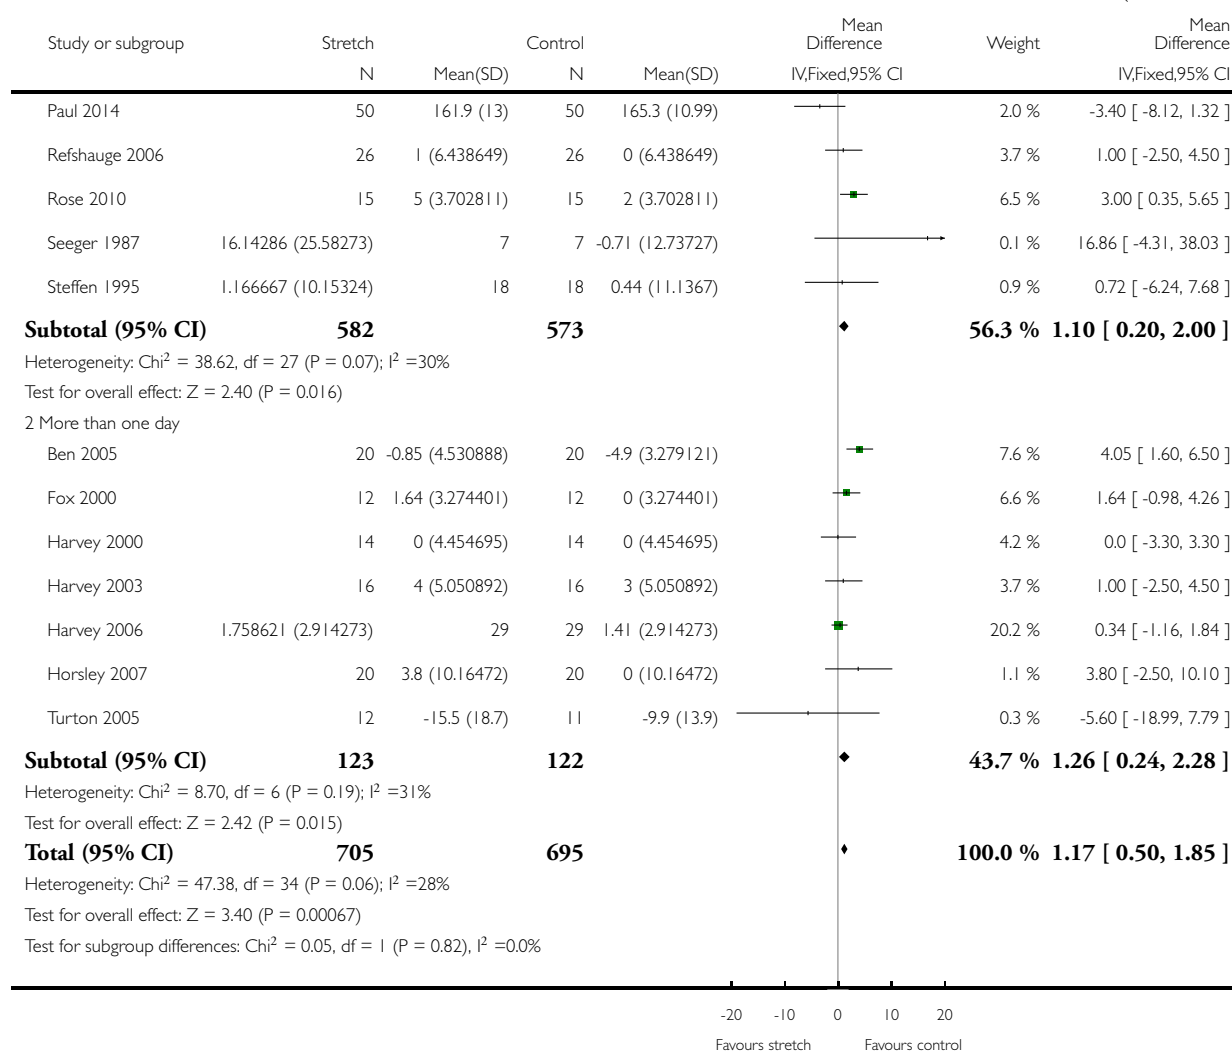 Study or subgroup Stretch Control Mean Difference Weight Mean Difference
N Mean(SD) N Mean(SD) IV,Fixed,95% CI IV,Fixed,95% CI
Paul 2014 50 161.9 (13) 50 165.3 (10.99) 2.0 % -3.40 [ -8.12, 1.32 ]
Refshauge 2006 26 1 (6.438649) 26 0 (6.438649) 3.7 % 1.00 [ -2.50, 4.50 ]
Rose 2010 15 5 (3.702811) 15 2 (3.702811) 6.5 % 3.00 [ 0.35, 5.65 ]
Seeger 1987 16.14286 (25.58273) 7 7 -0.71 (12.73727) 0.1 % 16.86 [ -4.31, 38.03 ]
Steffen 1995 1.166667 (10.15324) 18 18 0.44 (11.1367) 0.9 % 0.72 [ -6.24, 7.68 ]
Subtotal (95% CI) 582 573 56.3 % 1.10 [ 0.20, 2.00 ]
Heterogeneity: Chi² = 38.62, df = 27 (P = 0.07); I² =30%
Test for overall effect: Z = 2.40 (P = 0.016)
2 More than one day
Ben 2005 20 -0.85 (4.530888) 20 -4.9 (3.279121) 7.6 % 4.05 [ 1.60, 6.50 ]
Fox 2000 12 1.64 (3.274401) 12 0 (3.274401) 6.6 % 1.64 [ -0.98, 4.26 ]
Harvey 2000 14 0 (4.454695) 14 0 (4.454695) 4.2 % 0.0 [ -3.30, 3.30 ]
Harvey 2003 16 4 (5.050892) 16 3 (5.050892) 3.7 % 1.00 [ -2.50, 4.50 ]
Harvey 2006 1.758621 (2.914273) 29 29 1.41 (2.914273) 20.2 % 0.34 [ -1.16, 1.84 ]
Horsley 2007 20 3.8 (10.16472) 20 0 (10.16472) 1.1 % 3.80 [ -2.50, 10.10 ]
Turton 2005 12 -15.5 (18.7) 11 -9.9 (13.9) 0.3 % -5.60 [ -18.99, 7.79 ]
Subtotal (95% CI) 123 122 43.7 % 1.26 [ 0.24, 2.28 ]
Heterogeneity: Chi² = 8.70, df = 6 (P = 0.19); I² =31%
Test for overall effect: Z = 2.42 (P = 0.015)
Total (95% CI) 705 695 100.0 % 1.17 [ 0.50, 1.85 ]
Heterogeneity: Chi² = 47.38, df = 34 (P = 0.06); I² =28%
Test for overall effect: Z = 3.40 (P = 0.00067)
Test for subgroup differences: Chi² = 0.05, df = 1 (P = 0.82), I² =0.0%
-20 -10 0 10 20
Favours stretch Favours control